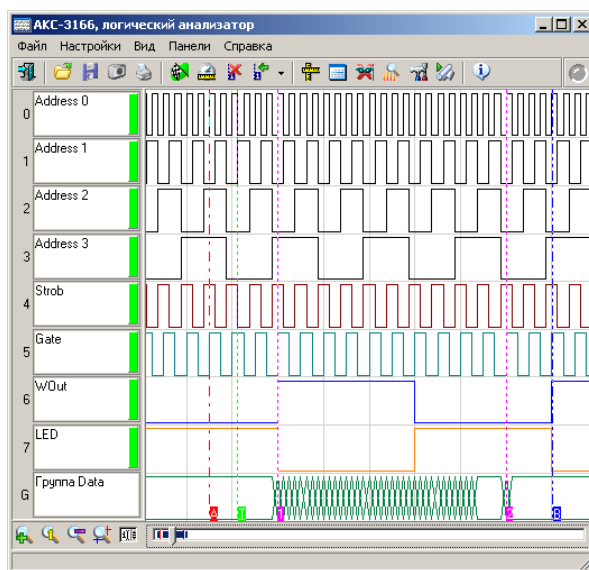 АКС-3166, логический анализатор
Файл Настройки Вид Панели Справка
0 Address 0
1 Address 1
2 Address 2
3 Address 3
4 Strob
5 Gate
6 WOut
7 LED
G Группа Data
A T 1 2 B